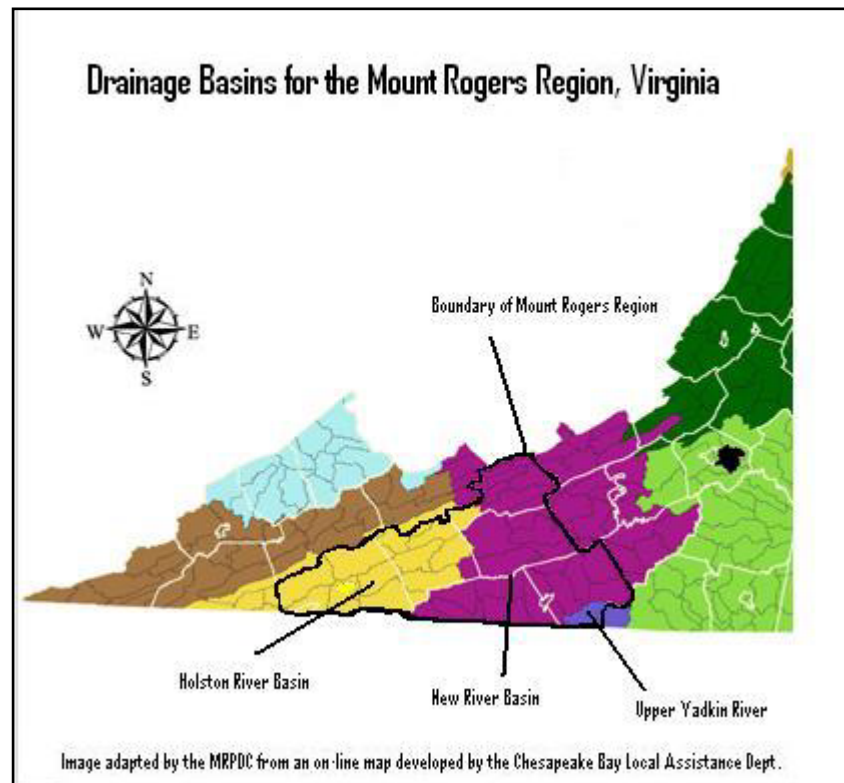 Drainage Basins for the Mount Rogers Region, Virginia
N
W E
S
Boundary of Mount Rogers Region
Holston River Basin
New River Basin
Upper Yadkin River
Image adapted by the MRPDC from an on-line map developed by the Chesapeake Bay Local Assistance Dept.